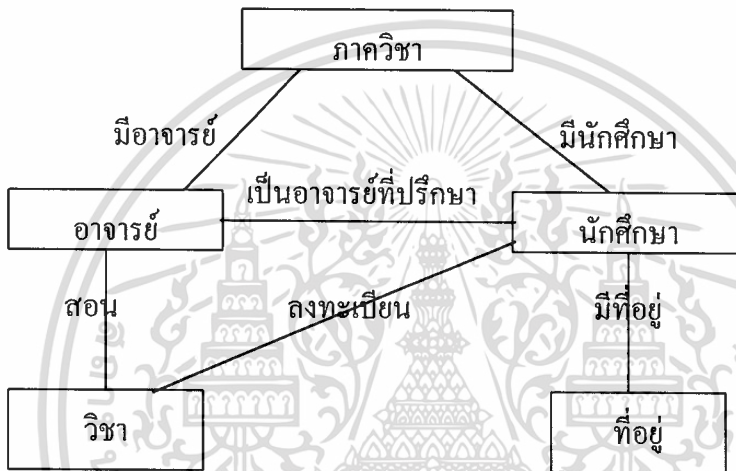 ภาควิชา
มีอาจารย์
มีนักศึกษา
เป็นอาจารย์ที่ปรึกษา
อาจารย์
นักศึกษา
สอน
ลงทะเบียน
มีที่อยู่
วิชา
ที่อยู่